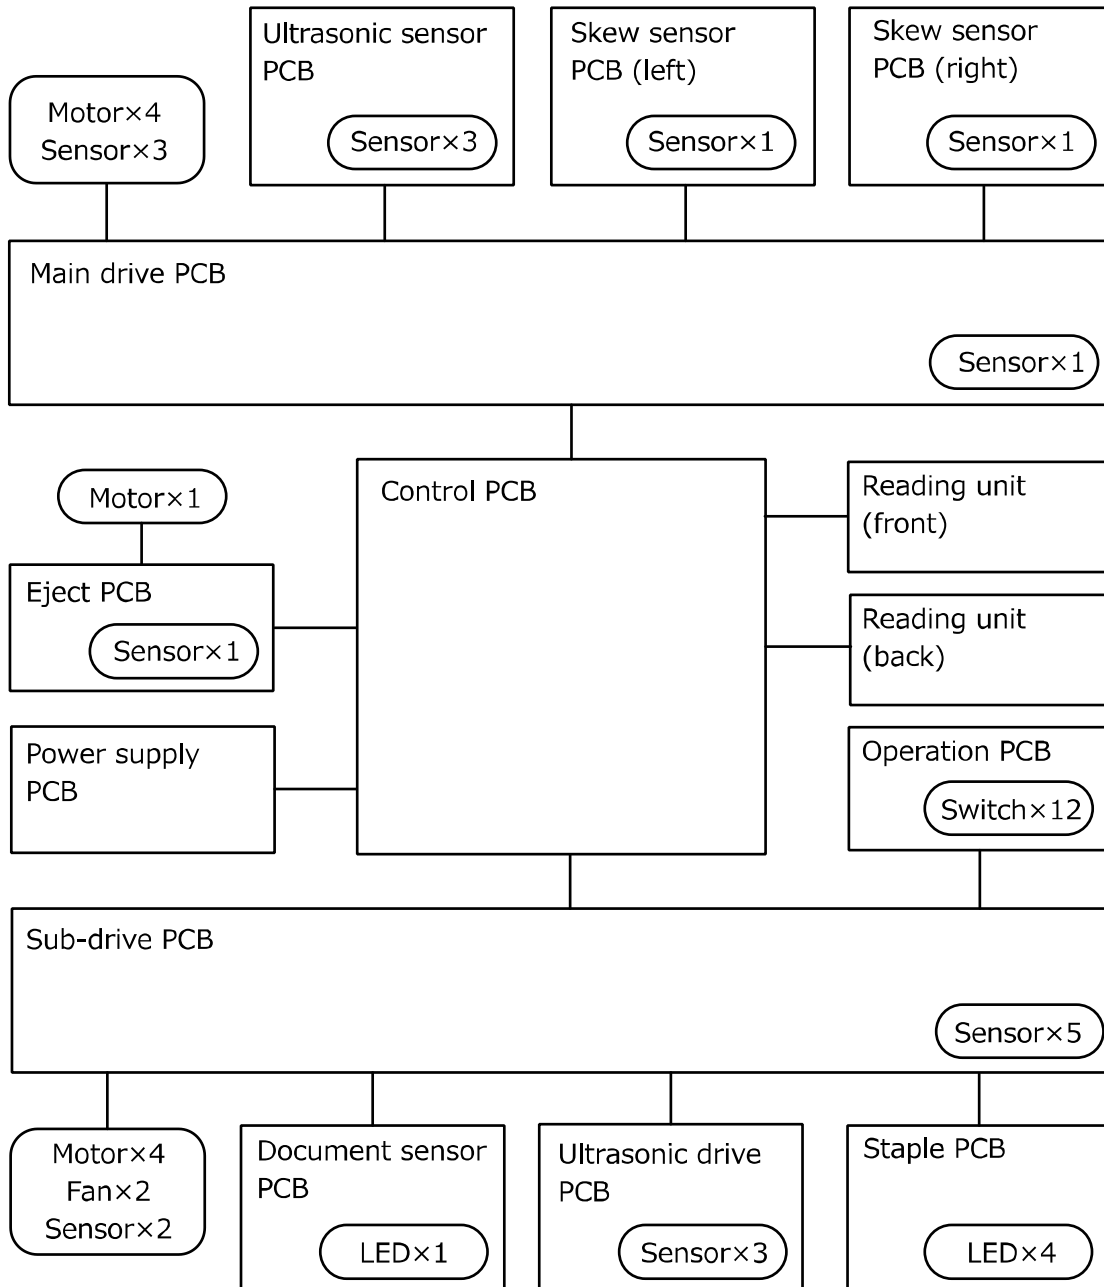 Ultrasonic sensor
PCB
Sensor×3
Skew sensor
PCB (left)
Sensor×1
Skew sensor
PCB (right)
Sensor×1
Motor×4
Sensor×3
Main drive PCB
Sensor×1
Motor×1
Eject PCB
Sensor×1
Power supply
PCB
Control PCB
Reading unit
(front)
Reading unit
(back)
Operation PCB
Switch×12
Sub-drive PCB
Sensor×5
Motor×4
Fan×2
Sensor×2
Document sensor
PCB
LED×1
Ultrasonic drive
PCB
Sensor×3
Staple PCB
LED×4